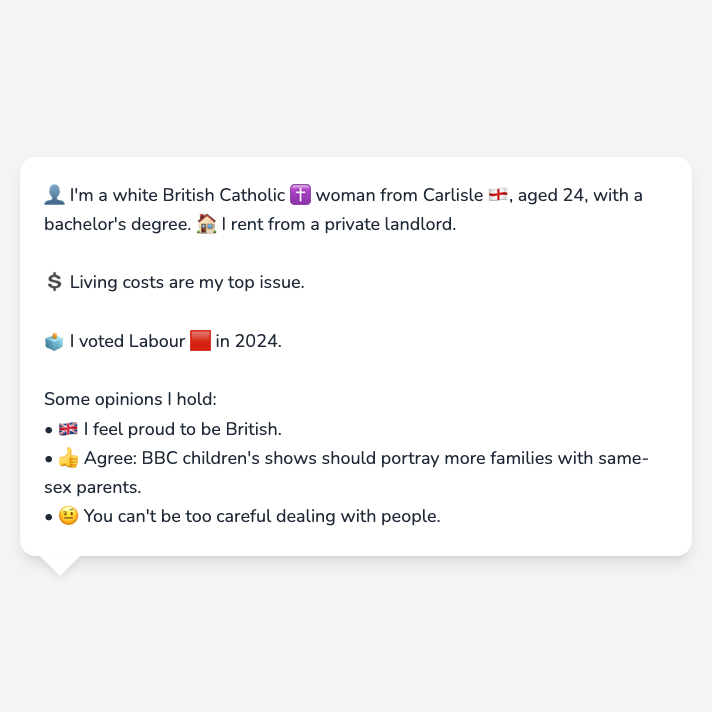 👤 I'm a white British Catholic ✝️ woman from Carlisle 🏴󠁧󠁢󠁥󠁮󠁧󠁿, aged 24, with a
bachelor's degree. 🏠 I rent from a private landlord.
💲 Living costs are my top issue.
🗳️ I voted Labour 🟥 in 2024.
Some opinions I hold:
• 🇬🇧 I feel proud to be British.
• 👍 Agree: BBC children's shows should portray more families with same-
sex parents.
• 🤨 You can't be too careful dealing with people.